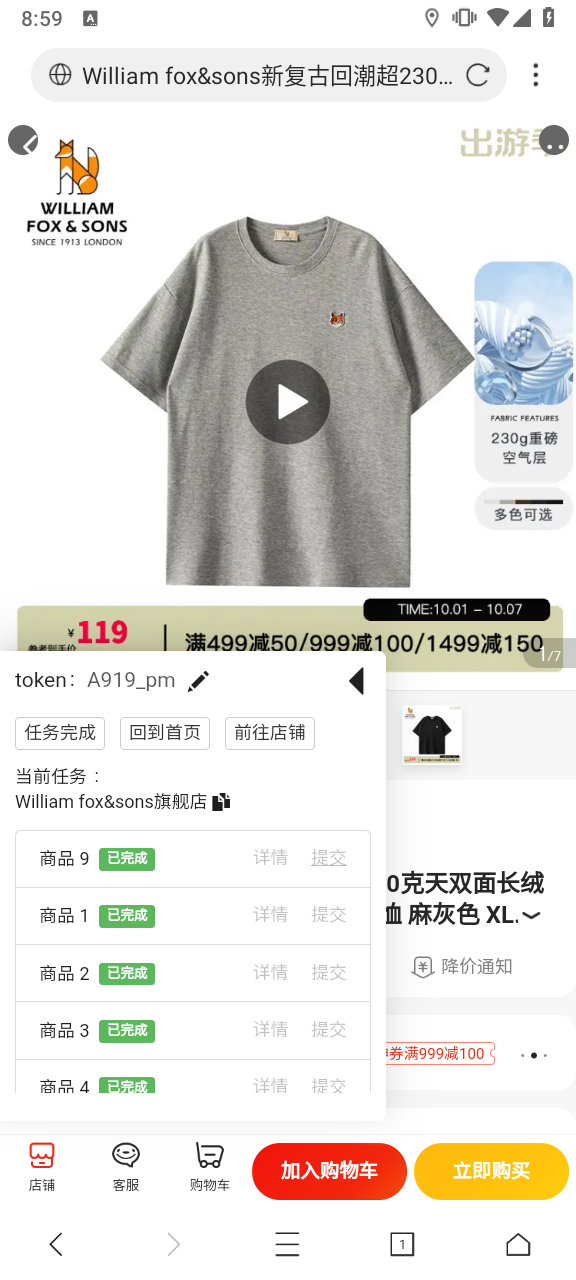 8:59
A
William fox&sons新复古回潮超230...
出游季
WILLIAM
FOX & SONS
SINCE 1913 LONDON
FABRIC FEATURES
230g重磅
空气层
多色可选
TIME:10.01 - 10.07
¥119
参考到手价
满499减50/999减100/1499减150
1/7
token: A919_pm
任务完成 回到首页 前往店铺
当前任务：
William fox&sons旗舰店
商品 9 已完成 详情 提交
商品 1 已完成 详情 提交
商品 2 已完成 详情 提交
商品 3 已完成 详情 提交
商品 4 已完成 详情 提交
0克天双面长绒
恤 麻灰色 XL...
降价通知
券满999减100
店铺
客服
购物车
加入购物车
立即购买
1